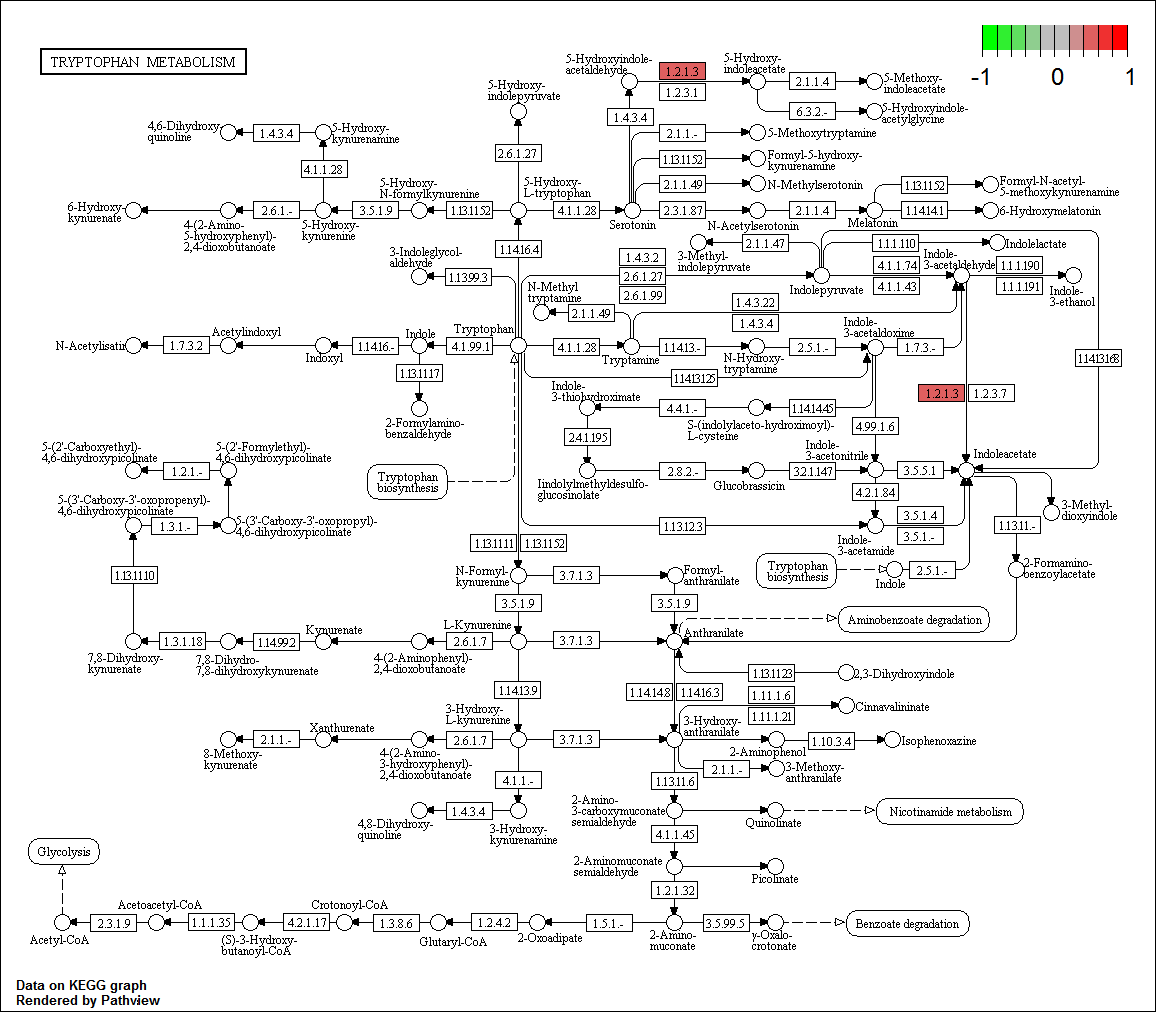 TRYPTOPHAN METABOLISM
-1
0
1
5-Hydroxyindole-
acetaldehyde
1.2.1.3
1.2.3.1
5-Hydroxy-
indoleacetate
2.1.1.4
5-Methoxy-
indoleacetate
6.3.2.-
5-Hydroxyindole-
acetylglycine
5-Hydroxy-
indolepyruvate
1.4.3.4
4,6-Dihydroxy-
quinoline
1.4.3.4
5-Hydroxy-
kynurenamine
2.1.1.-
5-Methoxytryptamine
2.6.1.27
1.13.11.52
Formyl-5-hydroxy-
kynurenamine
4.1.1.28
5-Hydroxy-
N-formylkynurenine
5-Hydroxy-
L-tryptophan
2.1.1.49
N-Methylserotonin
1.13.11.52
Formyl-N-acetyl-
5-methoxykynurenamine
6-Hydroxy-
kynurenate
2.6.1.-
3.5.1.9
1.13.11.52
4.1.1.28
2.3.1.87
2.1.1.4
1.14.14.1
6-Hydroxymelatonin
4-(2-Amino-
5-hydroxyphenyl)-
2,4-dioxobutanoate
5-Hydroxy-
kynurenine
Serotonin
N-Acetylserotonin
Melatonin
3-Indoleglycol-
aldehyde
1.14.16.4
3-Methyl-
indolepyruvate
2.1.1.47
1.1.1.110
Indolelactate
1.13.99.3
1.4.3.2
2.6.1.27
2.6.1.99
Indolepyruvate
4.1.1.74
4.1.1.43
Indole-
3-acetaldehyde
1.1.1.190
1.1.1.191
Indole-
3-ethanol
N-Methyl
tryptamine
2.1.1.49
1.4.3.22
1.4.3.4
Indole-
3-acetaldoxime
N-Acetylisatin
1.7.3.2
Acetylindoxyl
Indoxyl
1.14.16.-
Indole
4.1.99.1
Tryptophan
4.1.1.28
Tryptamine
1.14.13.-
N-Hydroxy-
tryptamine
2.5.1.-
1.7.3.-
1.14.13.168
1.13.11.17
1.14.13.125
2-Formylamino-
benzaldehyde
Indole-
3-thiohydroximate
4.4.1.-
1.14.14.45
S-(indolylaceto-hydroximoyl)-
L-cysteine
1.2.1.3
1.2.3.7
2.4.1.195
4.99.1.6
5-(2'-Carboxyethyl)-
4,6-dihydroxypicolinate
5-(2'-Formylethyl)-
4,6-dihydroxypicolinate
1.2.1.-
Tryptophan
biosynthesis
Iindolylmethyldesulfo-
glucosinolate
2.8.2.-
Glucobrassicin
3.2.1.147
Indole-
3-acetonitrile
3.5.5.1
Indoleacetate
4.2.1.84
5-(3'-Carboxy-3'-oxopropenyl)-
4,6-dihydroxypicolinate
1.3.1.-
5-(3'-Carboxy-3'-oxopropyl)-
4,6-dihydroxypicolinate
1.13.12.3
Indole-
3-acetamide
3.5.1.4
3.5.1.-
3-Methyl-
dioxyindole
1.13.11.-
1.13.11.11
1.13.11.52
1.13.11.10
N-Formyl-
kynurenine
3.7.1.3
Formyl-
anthranilate
Tryptophan
biosynthesis
Indole
2.5.1.-
2-Formamino-
benzoylacetate
3.5.1.9
3.5.1.9
Aminobenzoate degradation
7,8-Dihydroxy-
kynurenate
1.3.1.18
7,8-Dihydro-
7,8-dihydroxykynurenate
1.14.99.2
Kynurenate
4-(2-Aminophenyl)-
2,4-dioxobutanoate
2.6.1.7
L-Kynurenine
3.7.1.3
Anthranilate
1.13.11.23
2,3-Dihydroxyindole
1.14.13.9
1.14.14.8
1.14.16.3
1.11.1.6
1.11.1.21
Cinnavalininate
8-Methoxy-
kynurenate
2.1.1.-
Xanthurenate
4-(2-Amino-
3-hydroxyphenyl)-
2,4-dioxobutanoate
2.6.1.7
3-Hydroxy-
L-kynurenine
3.7.1.3
3-Hydroxy-
anthranilate
2-Aminophenol
1.10.3.4
Isophenoxazine
2.1.1.-
3-Methoxy-
anthranilate
4.1.1.-
1.13.11.6
4,8-Dihydroxy-
quinoline
1.4.3.4
3-Hydroxy-
kynurenamine
2-Amino-
3-carboxymuconate
semialdehyde
Quinolinate
Nicotinamide metabolism
4.1.1.45
Glycolysis
2-Aminomuconate
semialdehyde
Picolinate
1.2.1.32
Acetyl-CoA
2.3.1.9
Acetoacetyl-CoA
1.1.1.35
(S)-3-Hydroxy-
butanoyl-CoA
4.2.1.17
Crotonoyl-CoA
1.3.8.6
Glutaryl-CoA
1.2.4.2
2-Oxoadipate
1.5.1.-
2-Amino-
muconate
3.5.99.5
γ-Oxalo-
crotonate
Benzoate degradation
Data on KEGG graph
Rendered by Pathview